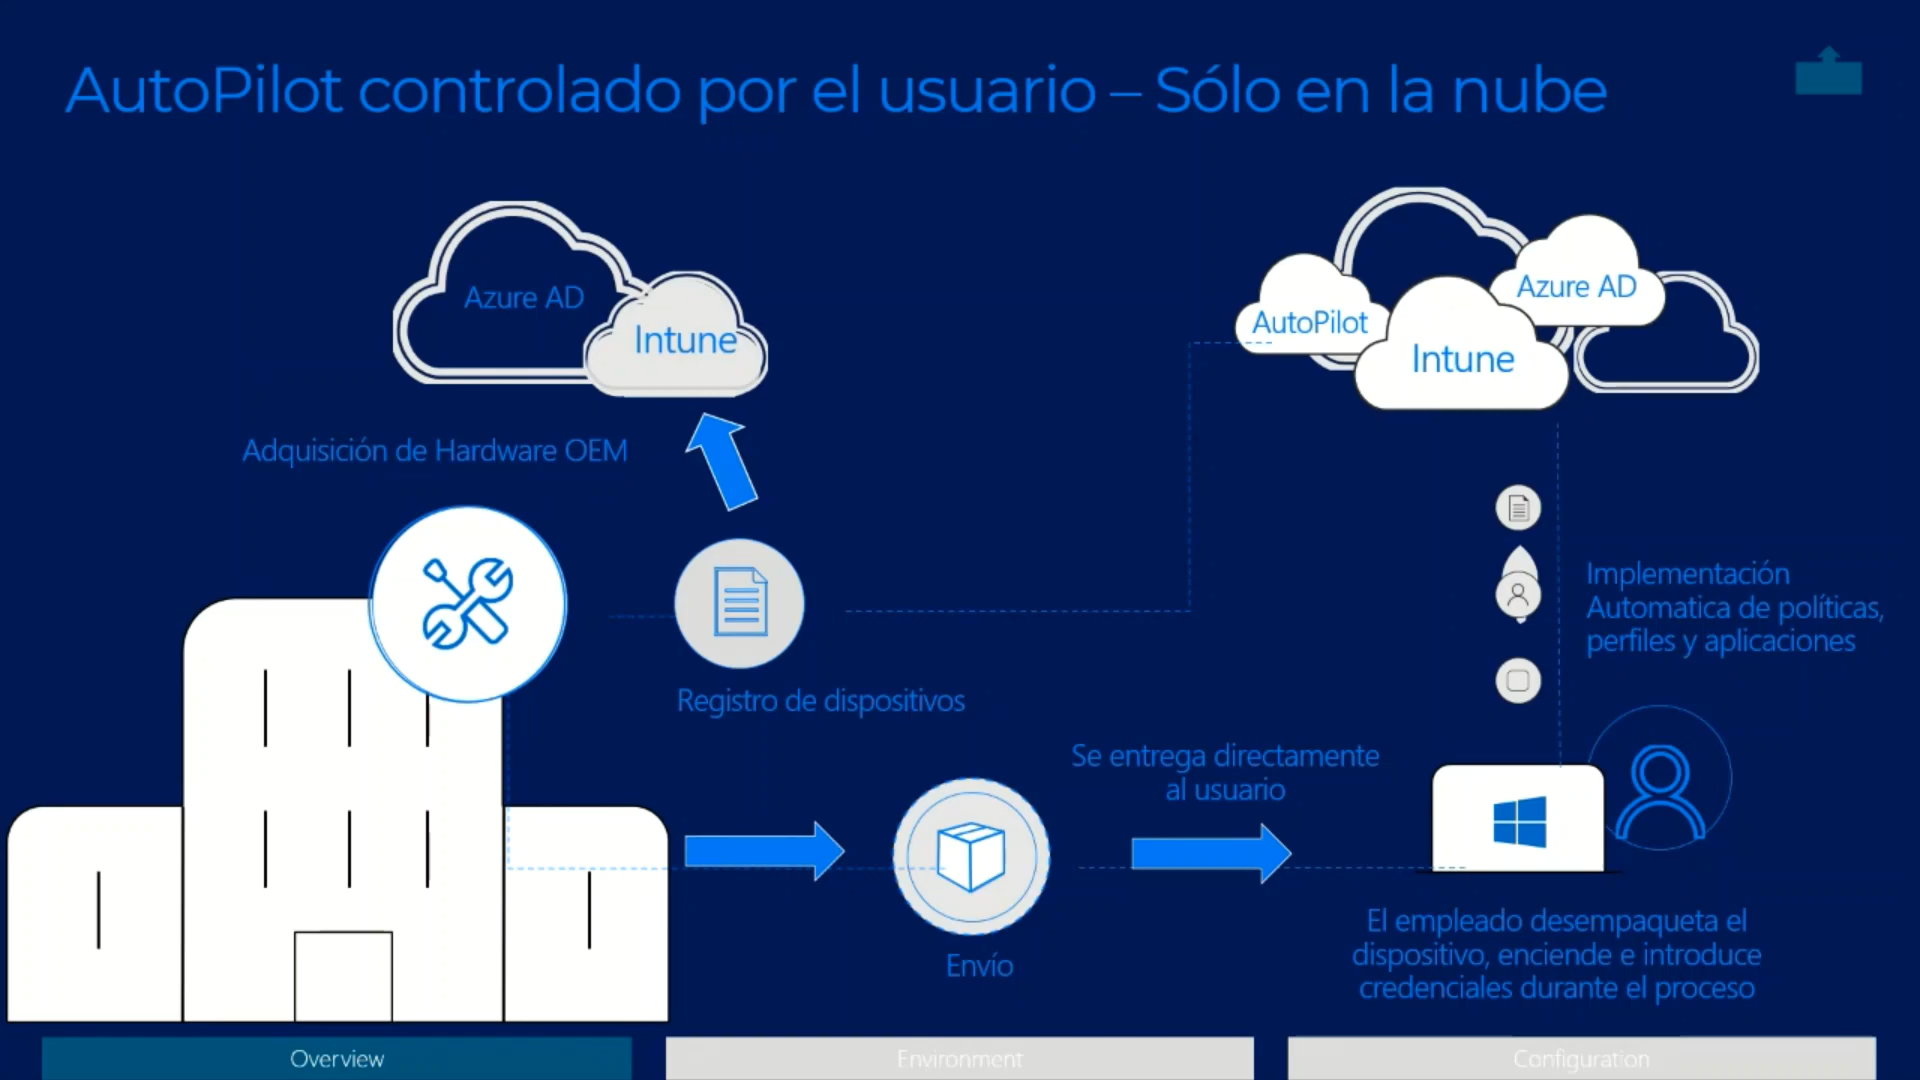 AutoPilot controlado por el usuario – Sólo en la nube
Azure AD
Intune
AutoPilot
Azure AD
Intune
Adquisición de Hardware OEM
Implementación
Automatica de políticas,
perfiles y aplicaciones
Registro de dispositivos
Se entrega directamente
al usuario
Envío
El empleado desempaqueta el
dispositivo, enciende e introduce
credenciales durante el proceso
Overview
Environment
Configuration